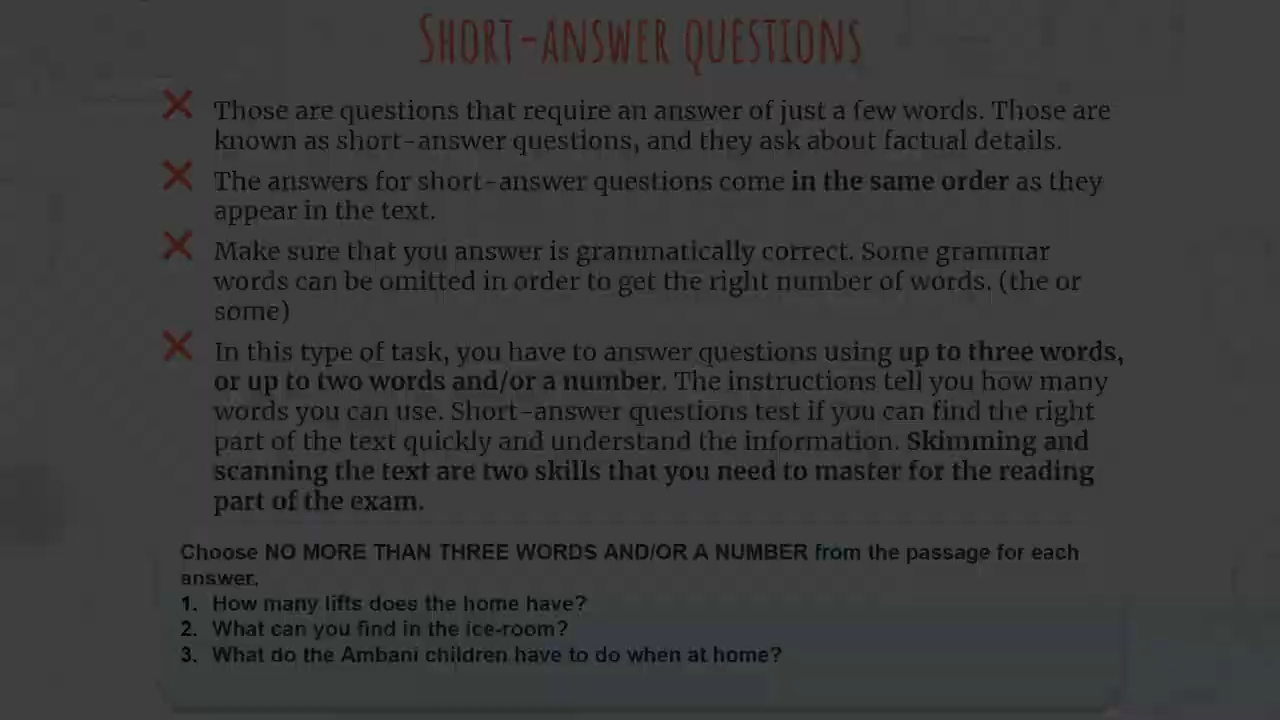 SHORT-ANSWER QUESTIONS
Those are questions that require an answer of just a few words. Those are
known as short-answer questions, and they ask about factual details.
The answers for short-answer questions come in the same order as they
appear in the text.
Make sure that you answer is grammatically correct. Some grammar
words can be omitted in order to get the right number of words. (the or
some)
In this type of task, you have to answer questions using up to three words,
or up to two words and/or a number. The instructions tell you how many
words you can use. Short-answer questions test if you can find the right
part of the text quickly and understand the information. Skimming and
scanning the text are two skills that you need to master for the reading
part of the exam.
Choose NO MORE THAN THREE WORDS AND/OR A NUMBER from the passage for each
answer.
1. How many lifts does the home have?
2. What can you find in the ice-room?
3. What do the Ambani children have to do when at home?